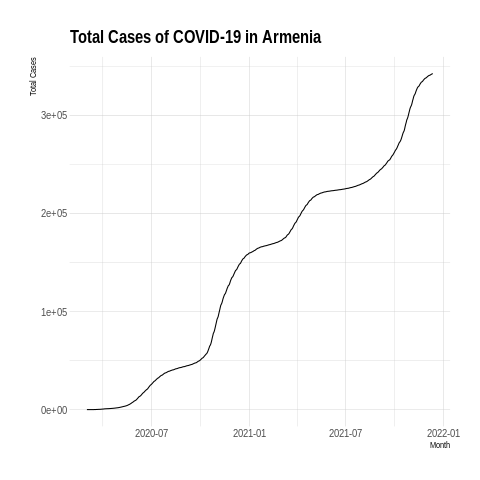 Total Cases of COVID-19 in Armenia
Total Cases
3e+05
2e+05
1e+05
0e+00
2020-07
2021-01
2021-07
2022-01
Month